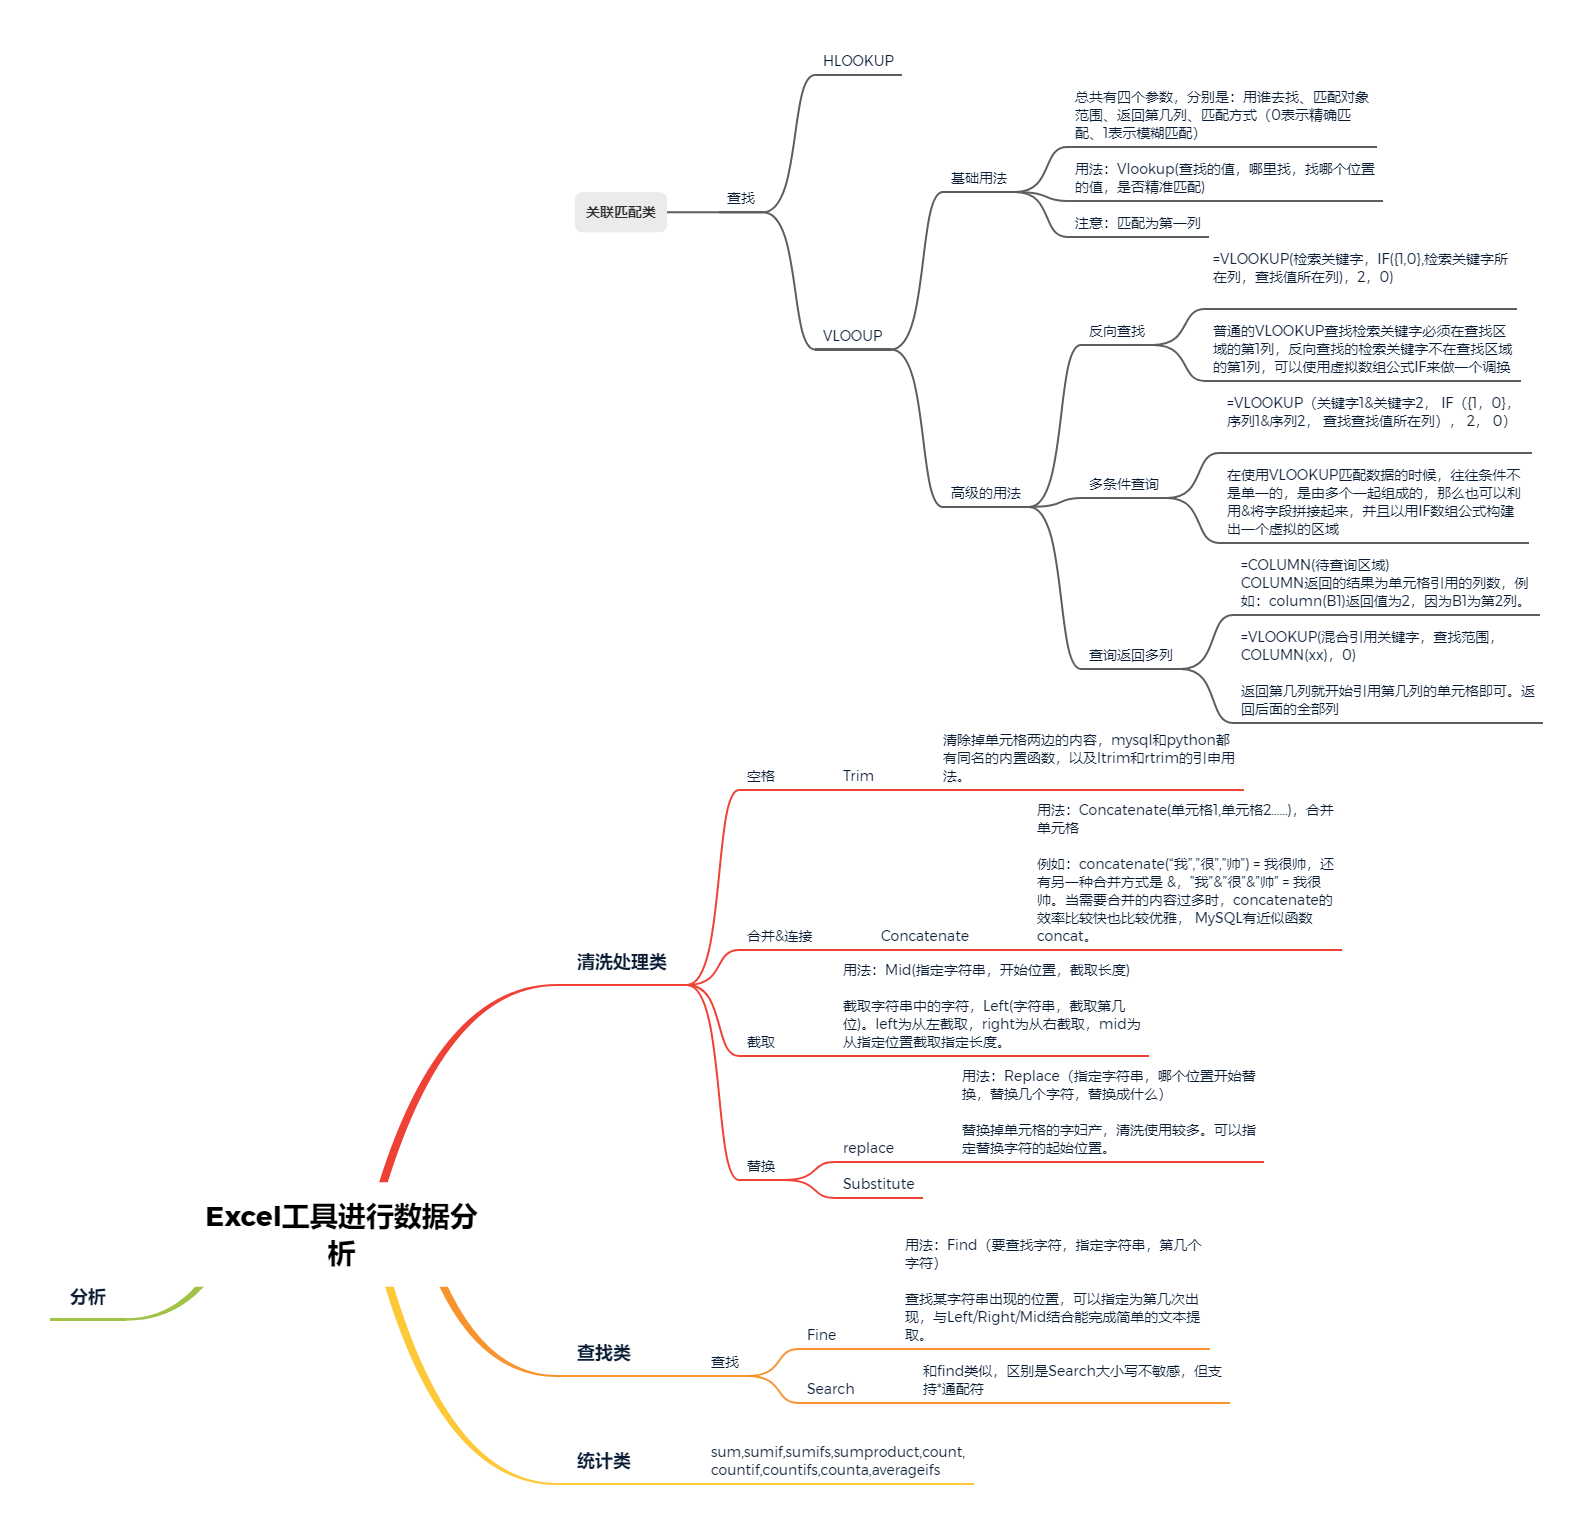 HLOOKUP
总共有四个参数，分别是：用谁去找、匹配对象
范围、返回第几列、匹配方式（0表示精确匹
配、1表示模糊匹配）
用法：Vlookup(查找的值，哪里找，找哪个位置
的值，是否精准匹配)
基础用法
注意：匹配为第一列
查找
关联匹配类
=VLOOKUP(检索关键字，IF({1,0},检索关键字所
在列，查找值所在列)，2，0)
反向查找
普通的VLOOKUP查找检索关键字必须在查找区
域的第1列，反向查找的检索关键字不在查找区域
的第1列，可以使用虚拟数组公式IF来做一个调换
VLOOUP
=VLOOKUP（关键字1&关键字2， IF（{1，0}，
序列1&序列2， 查找查找值所在列）， 2， 0）
多条件查询
在使用VLOOKUP匹配数据的时候，往往条件不
是单一的，是由多个一起组成的，那么也可以利
用&将字段拼接起来，并且以用IF数组公式构建
出一个虚拟的区域
高级的用法
=COLUMN(待查询区域)
COLUMN返回的结果为单元格引用的列数，例
如：column(B1)返回值为2，因为B1为第2列。
查询返回多列
=VLOOKUP(混合引用关键字，查找范围，
COLUMN(xx)，0)
返回第几列就开始引用第几列的单元格即可。返
回后面的全部列
清除掉单元格两边的内容，mysql和python都
有同名的内置函数，以及ltrim和rtrim的引申用
法。
空格
Trim
用法：Concatenate(单元格1,单元格2......)，合并
单元格
例如：concatenate(“我”,”很”,”帅”) = 我很帅，还
有另一种合并方式是 &，”我”&”很”&”帅” = 我很
帅。当需要合并的内容过多时，concatenate的
效率比较快也比较优雅， MySQL有近似函数
concat。
合并&连接
Concatenate
清洗处理类
用法：Mid(指定字符串，开始位置，截取长度)
截取字符串中的字符，Left(字符串，截取第几
位)。left为从左截取，right为从右截取，mid为
从指定位置截取指定长度。
截取
用法：Replace（指定字符串，哪个位置开始替
换，替换几个字符，替换成什么）
替换掉单元格的字妇产，清洗使用较多。可以指
定替换字符的起始位置。
replace
替换
Substitute
Excel工具进行数据分
析
分析
用法：Find（要查找字符，指定字符串，第几个
字符）
查找某字符串出现的位置，可以指定为第几次出
现，与Left/Right/Mid结合能完成简单的文本提
取。
Fine
查找类
查找
和find类似，区别是Search大小写不敏感，但支
持*通配符
Search
统计类
sum,sumif,sumifs,sumproduct,count,
countif,countifs,counta,averageifs